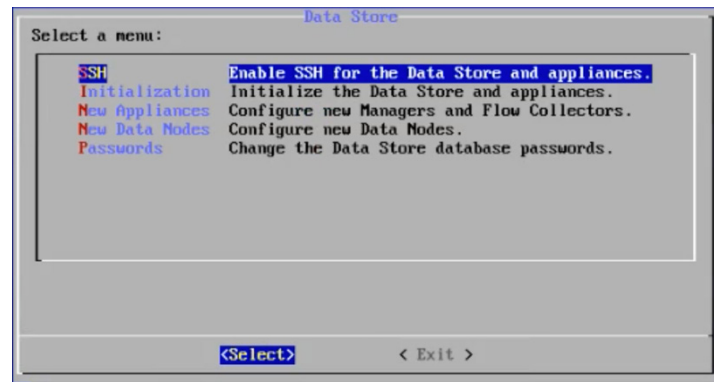 Data Store
Select a menu:
SSH Enable SSH for the Data Store and appliances.
Initialization Initialize the Data Store and appliances.
New Appliances Configure new Managers and Flow Collectors.
New Data Nodes Configure new Data Nodes.
Passwords Change the Data Store database passwords.
<Select> < Exit >